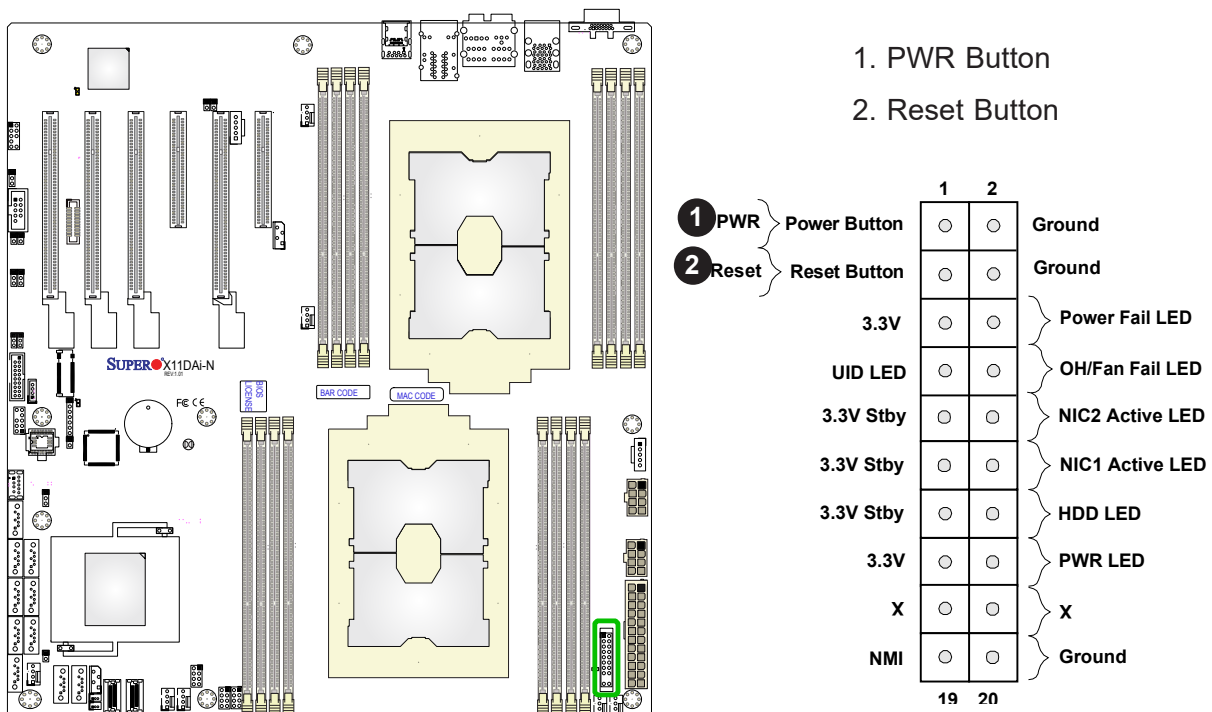 1. PWR Button
2. Reset Button
SUPER X11DAi-N
REV:1.01
BIOS
LICENSE
BAR CODE
MAC CODE
FC CE
1 2
1 PWR Power Button Ground
2 Reset Reset Button Ground
3.3V Power Fail LED
UID LED OH/Fan Fail LED
3.3V Stby NIC2 Active LED
3.3V Stby NIC1 Active LED
3.3V Stby HDD LED
3.3V PWR LED
X X
NMI Ground
19 20